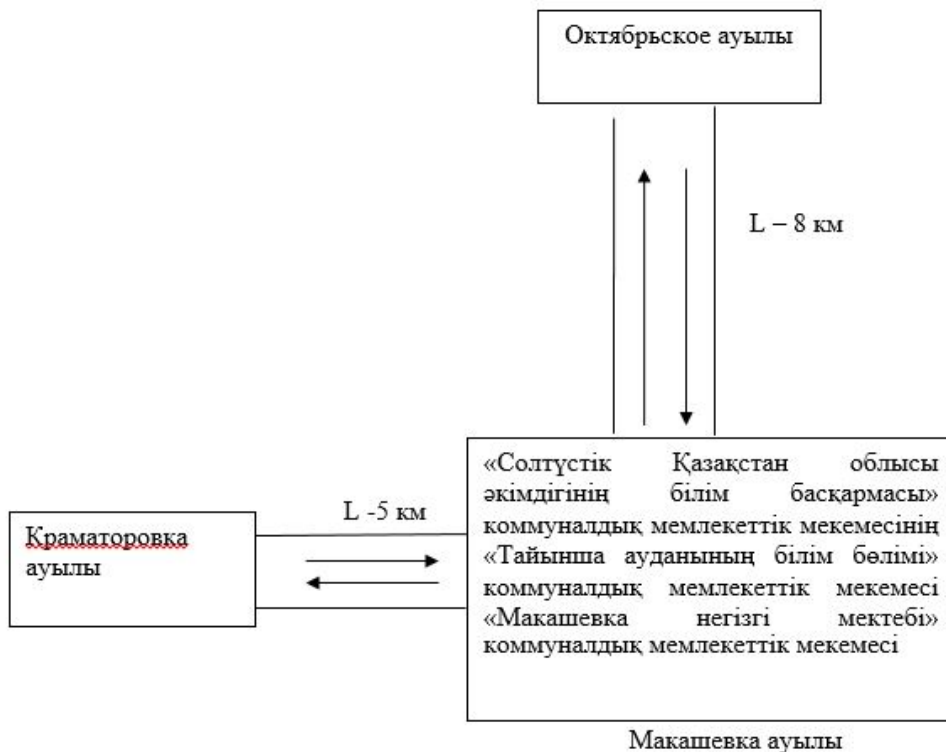 Октябрьское ауылы
L – 8 км
«Солтүстік Қазақстан облысы
әкімдігінің білім басқармасы»
коммуналдық мемлекеттік мекемесінің
«Тайынша ауданының білім бөлімі»
коммуналдық мемлекеттік мекемесі
«Макашевка негізгі мектебі»
коммуналдық мемлекеттік мекемесі
L -5 км
Краматоровка
ауылы
Макашевка ауылы